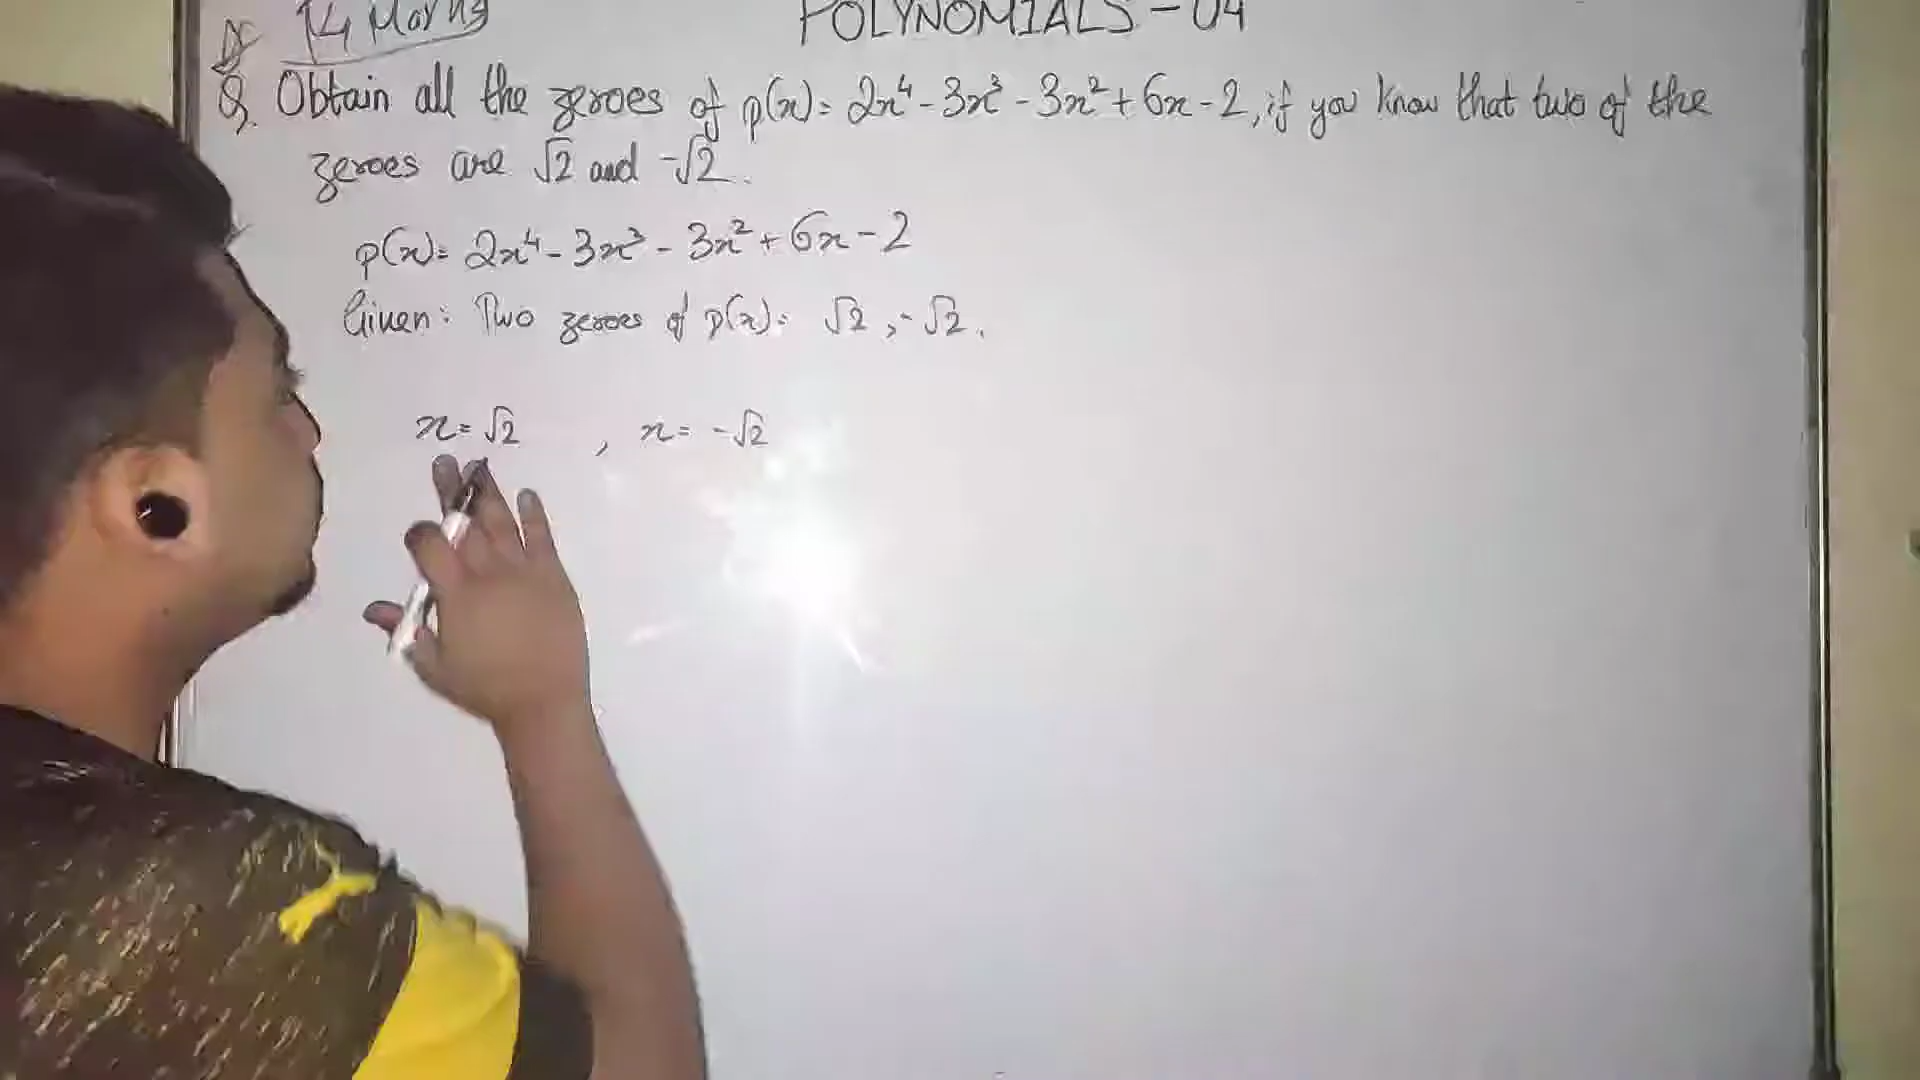 14 Marks
POLYNOMIALS - 04
Q. Obtain all the zeroes of p(x) = 2x⁴ - 3x³ - 3x² + 6x - 2, if you know that two of the
zeroes are √2 and -√2.
p(x) = 2x⁴ - 3x³ - 3x² + 6x - 2
Given: Two zeroes of p(x) = √2, -√2.
x = √2 , x = -√2